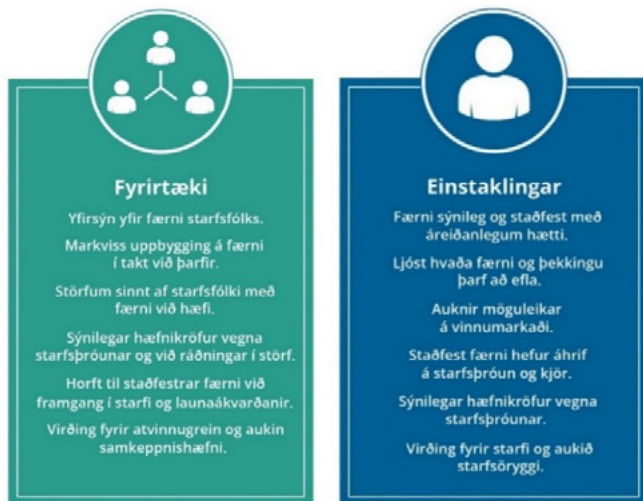 Fyrirtæki
Yfirsýn yfir færni starfsfólks.
Markviss uppbygging á færni
í takt við þarfir.
Störfum sinnt af starfsfólki með
færni við hæfi.
Sýnilegar hæfnikröfur vegna
starfsþróunar og við ráðningar í störf.
Horft til staðfestrar færni við
framgang í starfi og launaákvarðanir.
Virðing fyrir atvinnugrein og aukin
samkeppnishæfni.
Einstaklingar
Færni sýnileg og staðfest með
áreiðanlegum hætti.
Ljóst hvaða færni og þekkingu
þarf að efla.
Auknir möguleikar
á vinnumarkaði.
Staðfest færni hefur áhrif
á starfsþróun og kjör.
Sýnilegar hæfnikröfur vegna
starfsþróunar.
Virðing fyrir starfi og aukið
starfsöryggi.